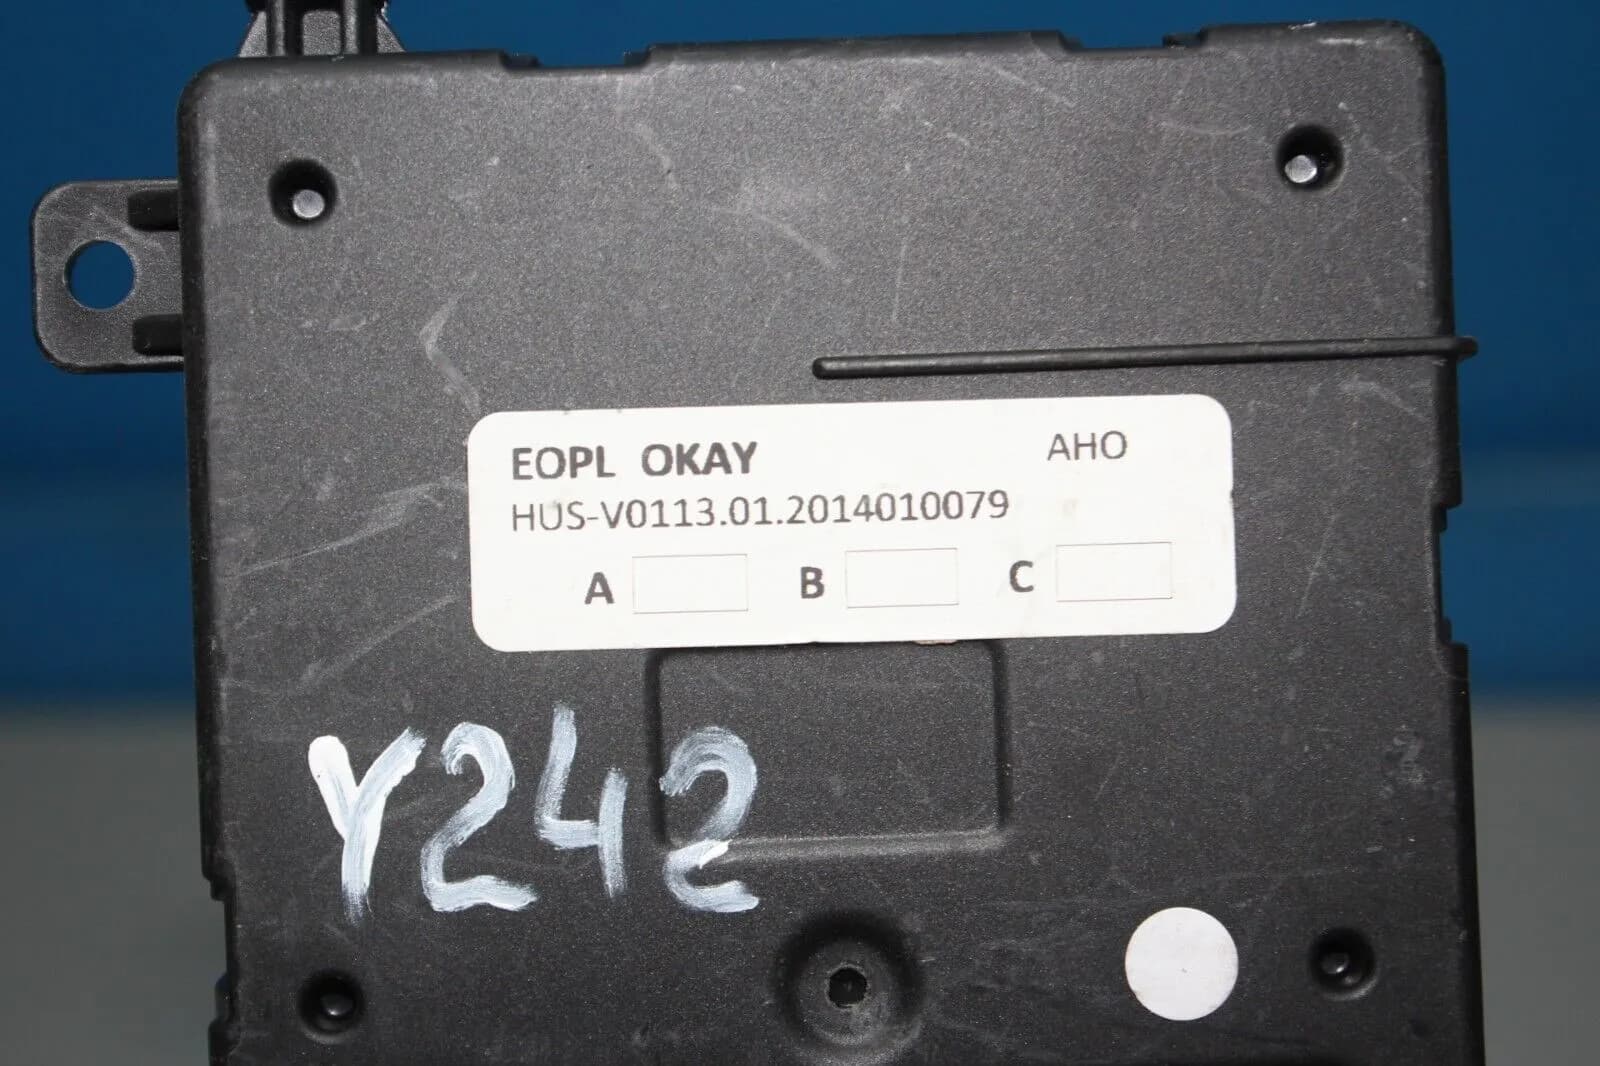 EOPL OKAY AHO
HUS-V0113.01.2014010079
A B C
Y242